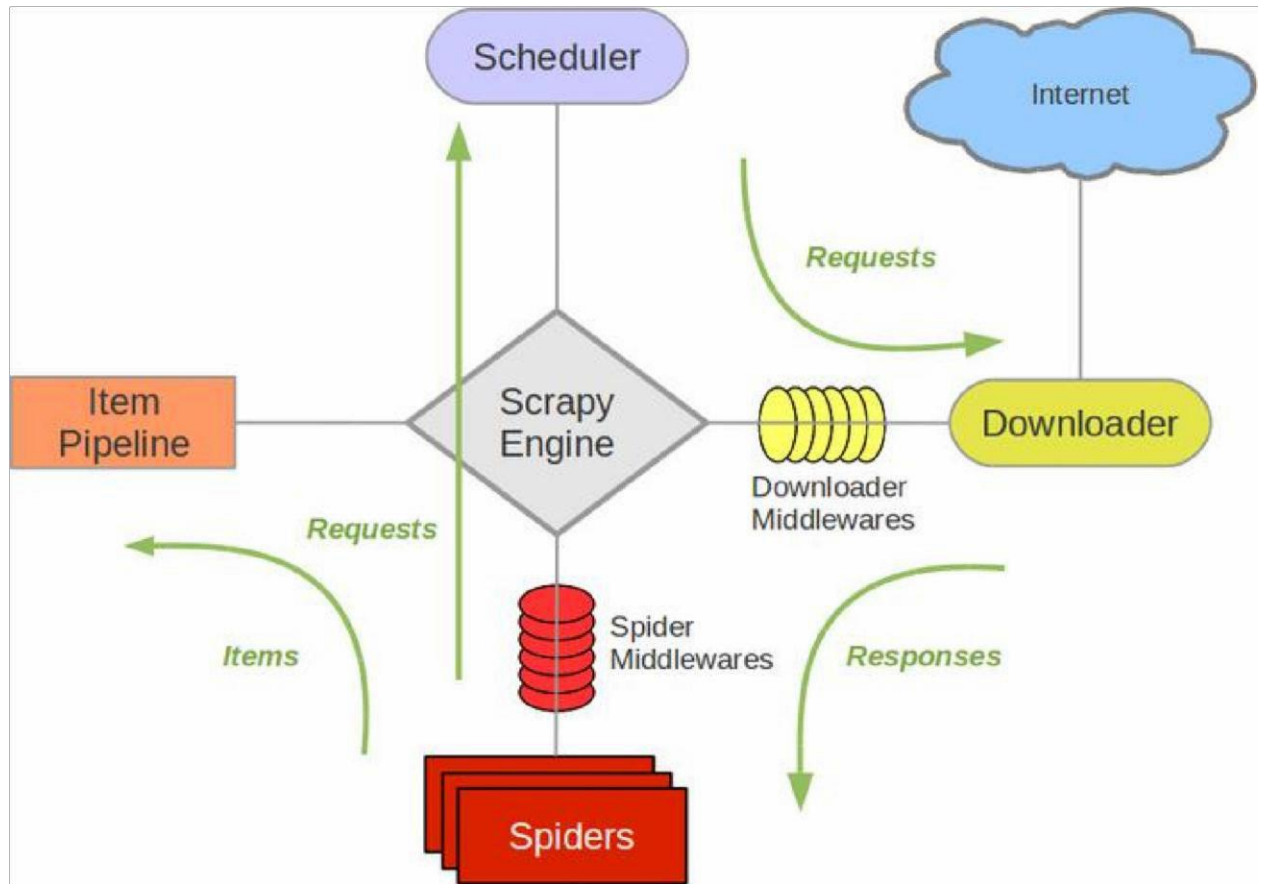 Scheduler
Internet
Requests
Item
Pipeline
Scrapy
Engine
Downloader
Downloader
Middlewares
Requests
Items
Spider
Middlewares
Responses
Spiders